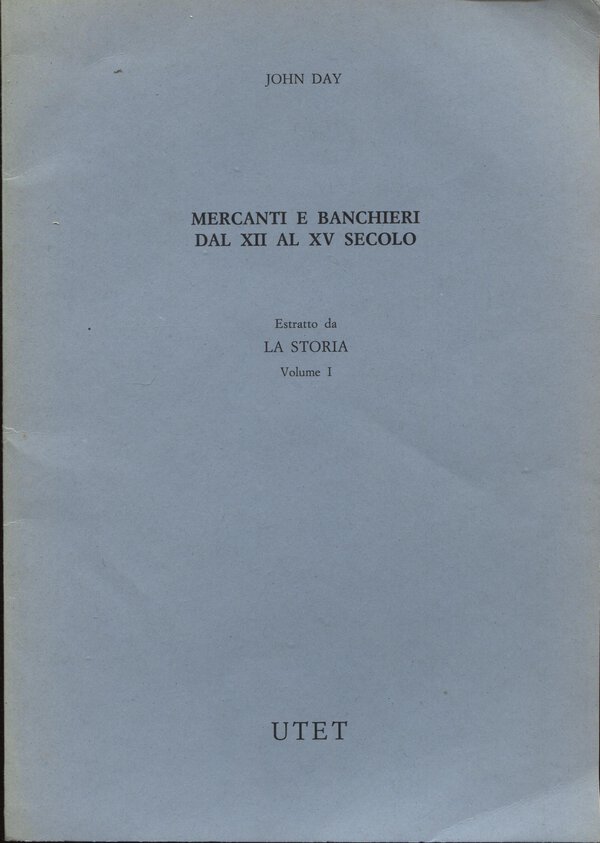 JOHN DAY
MERCANTI E BANCHIERI
DAL XII AL XV SECOLO
Estratto da
LA STORIA
Volume I
UTET